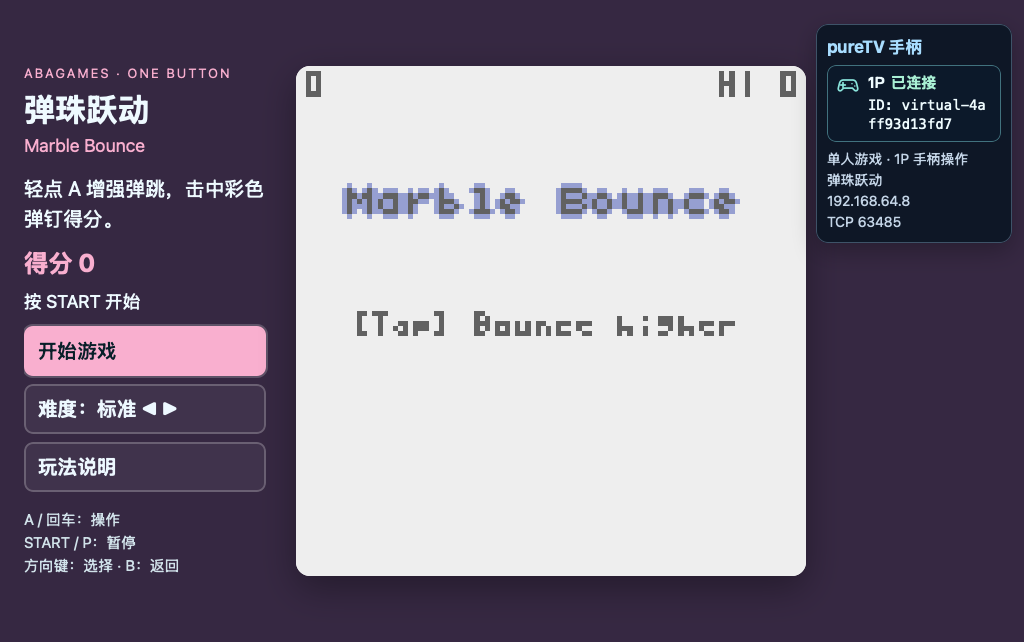 ABAGAMES · ONE BUTTON
弹珠跃动
Marble Bounce
轻点 A 增强弹跳，击中彩色
弹钉得分。
得分 0
按 START 开始
开始游戏
难度：标准 ◀ ▶
玩法说明
A / 回车：操作
START / P：暂停
方向键：选择 · B：返回
0
HI 0
Marble Bounce
[Tap] Bounce higher
pureTV 手柄
1P 已连接
ID: virtual-4a
ff93d13fd7
单人游戏 · 1P 手柄操作
弹珠跃动
192.168.64.8
TCP 63485